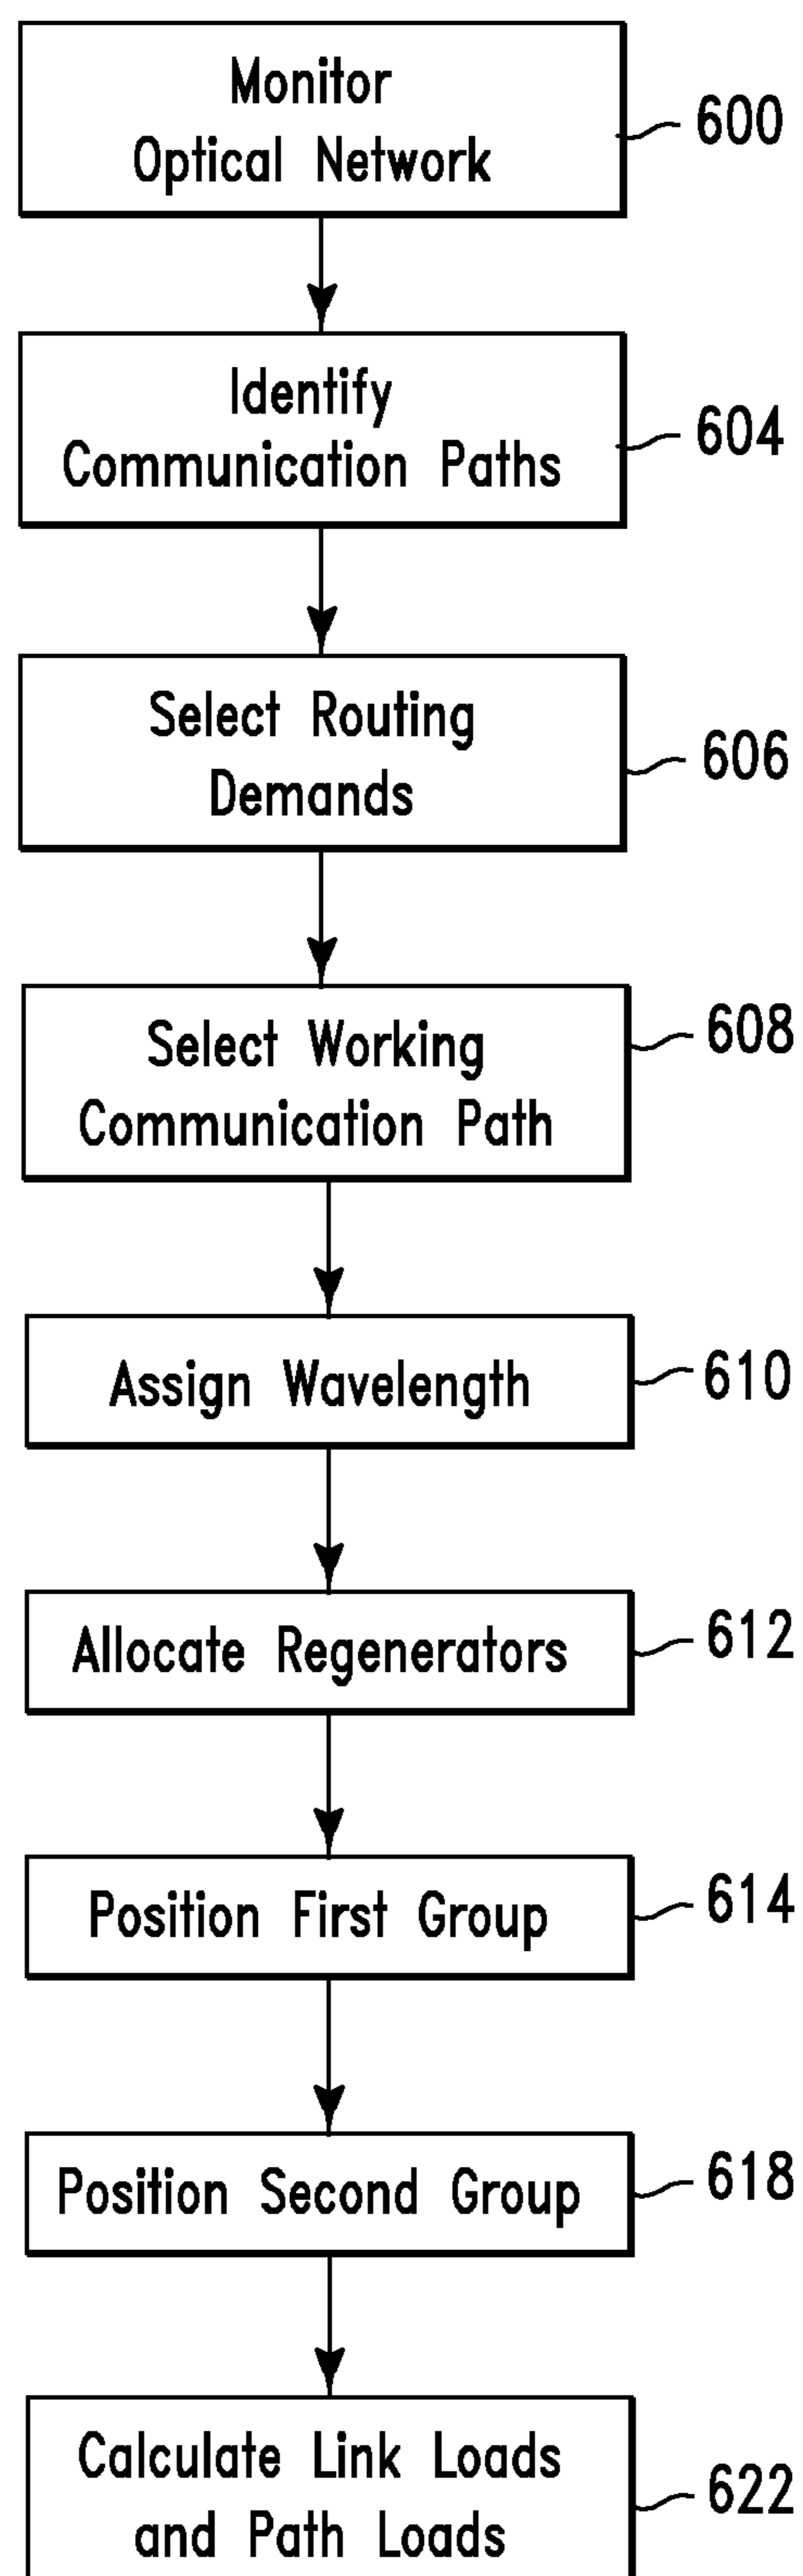 Monitor
Optical Network
600
Identify
Communication Paths
604
Select Routing
Demands
606
Select Working
Communication Path
608
Assign Wavelength
610
Allocate Regenerators
612
Position First Group
614
Position Second Group
618
Calculate Link Loads
and Path Loads
622